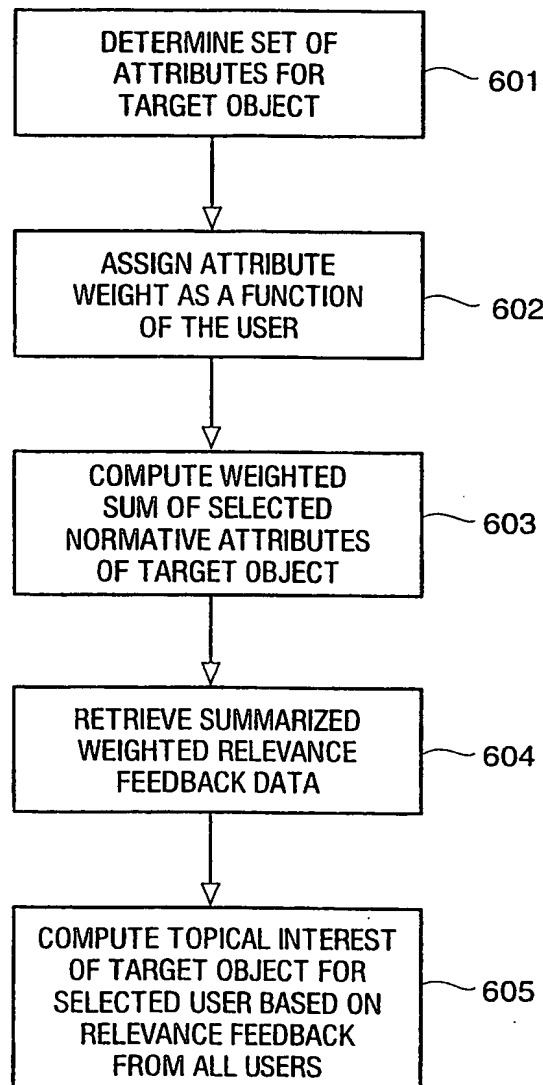 DETERMINE SET OF
ATTRIBUTES FOR
TARGET OBJECT
601
ASSIGN ATTRIBUTE
WEIGHT AS A FUNCTION
OF THE USER
602
COMPUTE WEIGHTED
SUM OF SELECTED
NORMATIVE ATTRIBUTES
OF TARGET OBJECT
603
RETRIEVE SUMMARIZED
WEIGHTED RELEVANCE
FEEDBACK DATA
604
COMPUTE TOPICAL INTEREST
OF TARGET OBJECT FOR
SELECTED USER BASED ON
RELEVANCE FEEDBACK
FROM ALL USERS
605